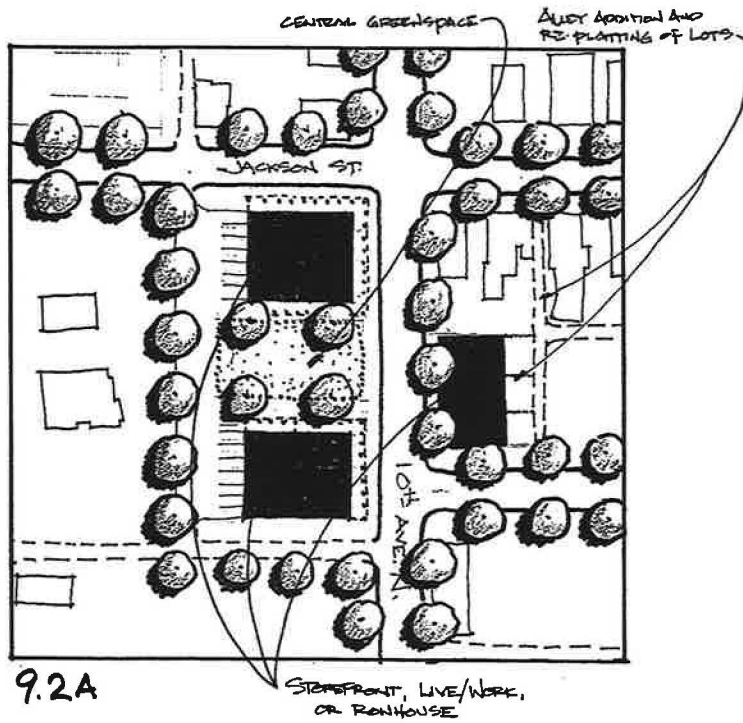 CENTRAL GREENSPACE
ALLEY ADDITION AND
RE-PLATTING OF LOTS
JACKSON ST.
10TH AVE N.
9.2A
STOREFRONT, LIVE/WORK,
OR ROWHOUSE